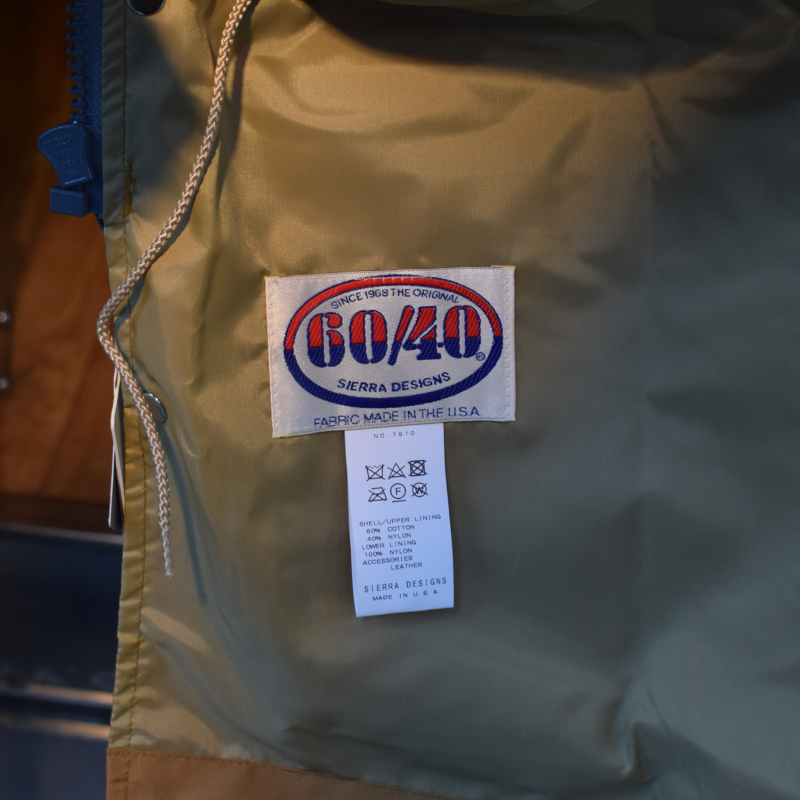 SINCE 1968 THE ORIGINAL
60/40®
SIERRA DESIGNS
FABRIC MADE IN THE U.S.A
NO.7910
F
W
SHELL/UPPER LINING
60% COTTON
40% NYLON
LOWER LINING
100% NYLON
ACCESSORIES
LEATHER
SIERRA DESIGNS
MADE IN U.S.A